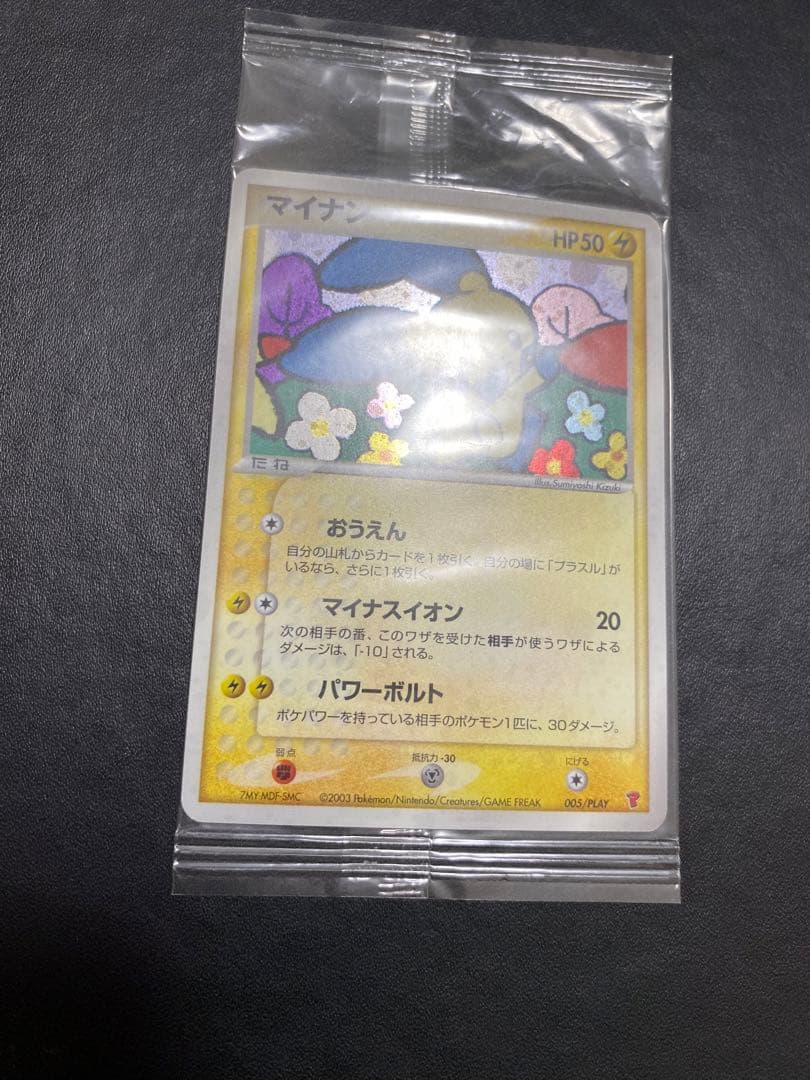 マイナン
HP50
たね
illus.Sumiyoshi Kizuki
おうえん
自分の山札からカードを1枚引く。自分の場に「プラスル」が
いるなら、さらに1枚引く。
マイナスイオン 20
次の相手の番、このワザを受けた相手が使うワザによる
ダメージは、「-10」される。
パワーボルト
ポケパワーを持っている相手のポケモン1匹に、30ダメージ。
弱点 抵抗力 -30 にげる
7MY MDF-SMC ©2003 Pokémon/Nintendo/Creatures/GAME FREAK 005/PLAY P